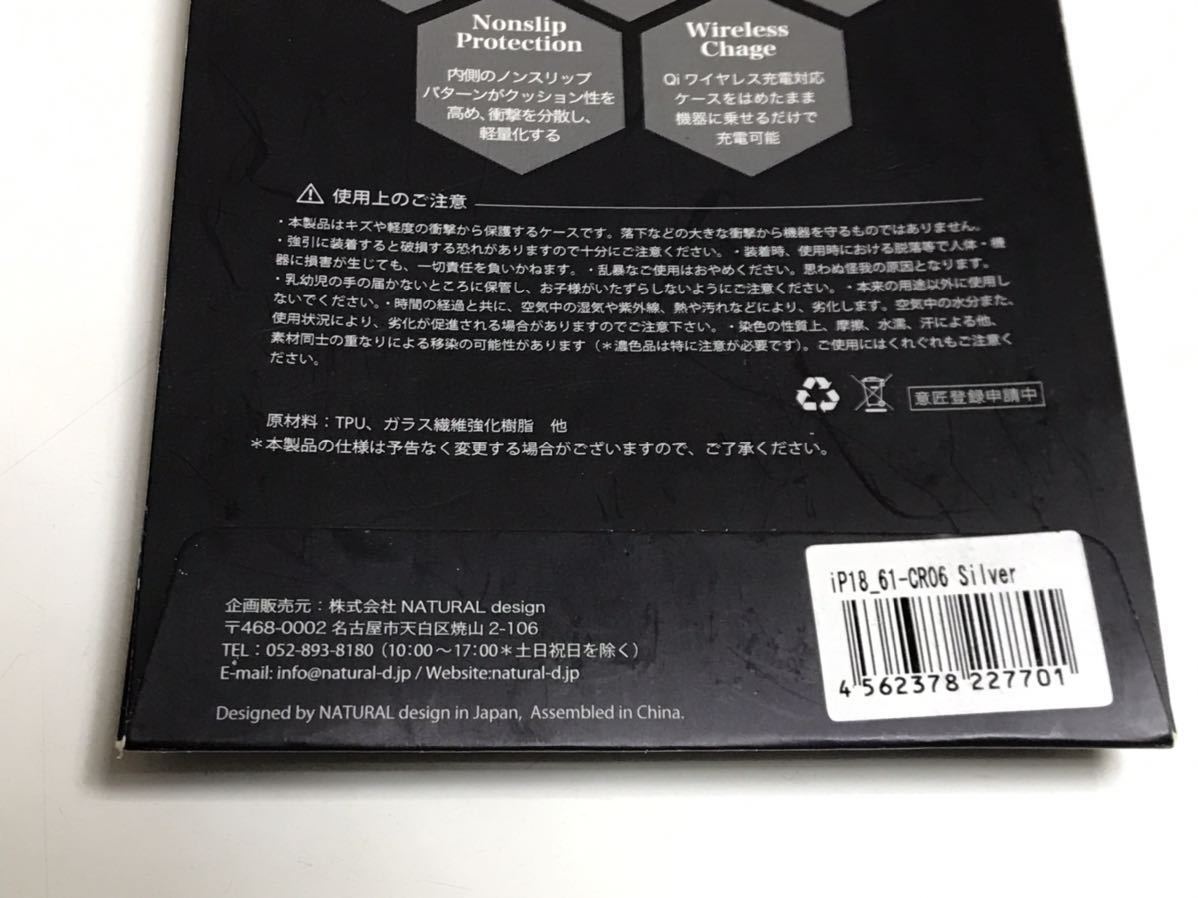 Nonslip
Protection
内側のノンスリップ
パターンがクッション性を
高め、衝撃を分散し、
軽量化する
Wireless
Chage
Qiワイヤレス充電対応
ケースをはめたまま
機器に乗せるだけで
充電可能
使用上のご注意
・本製品はキズや軽度の衝撃から保護するケースです。落下などの大きな衝撃から機器を守るものではありません。
・強引に装着すると破損する恐れがありますので十分にご注意ください。・装着時、使用時における脱落等で人体・機
器に損害が生じても、一切責任を負いかねます。・乱暴なご使用はおやめください。思わぬ怪我の原因となります。
・乳幼児の手の届かないところに保管し、お子様がいたずらしないようにご注意ください。・本来の用途以外に使用し
ないでください。・時間の経過と共に、空気中の湿気や紫外線、熱や汚れなどにより、劣化します。空気中の水分また、
使用状況により、劣化が促進される場合がありますのでご注意下さい。・染色の性質上、摩擦、水濡、汗による他、
素材同士の重なりによる移染の可能性があります（＊濃色品は特に注意が必要です）。ご使用にはくれぐれもご注意く
ださい。
意匠登録申請中
原材料：TPU、ガラス繊維強化樹脂 他
＊本製品の仕様は予告なく変更する場合がございますので、ご了承ください。
iP18_61-CR06 Silver
4 562378 227701
企画販売元：株式会社 NATURAL design
〒468-0002 名古屋市天白区焼山 2-106
TEL：052-893-8180（10:00～17:00＊土日祝日を除く）
E-mail: info@natural-d.jp / Website:natural-d.jp
Designed by NATURAL design in Japan, Assembled in China.